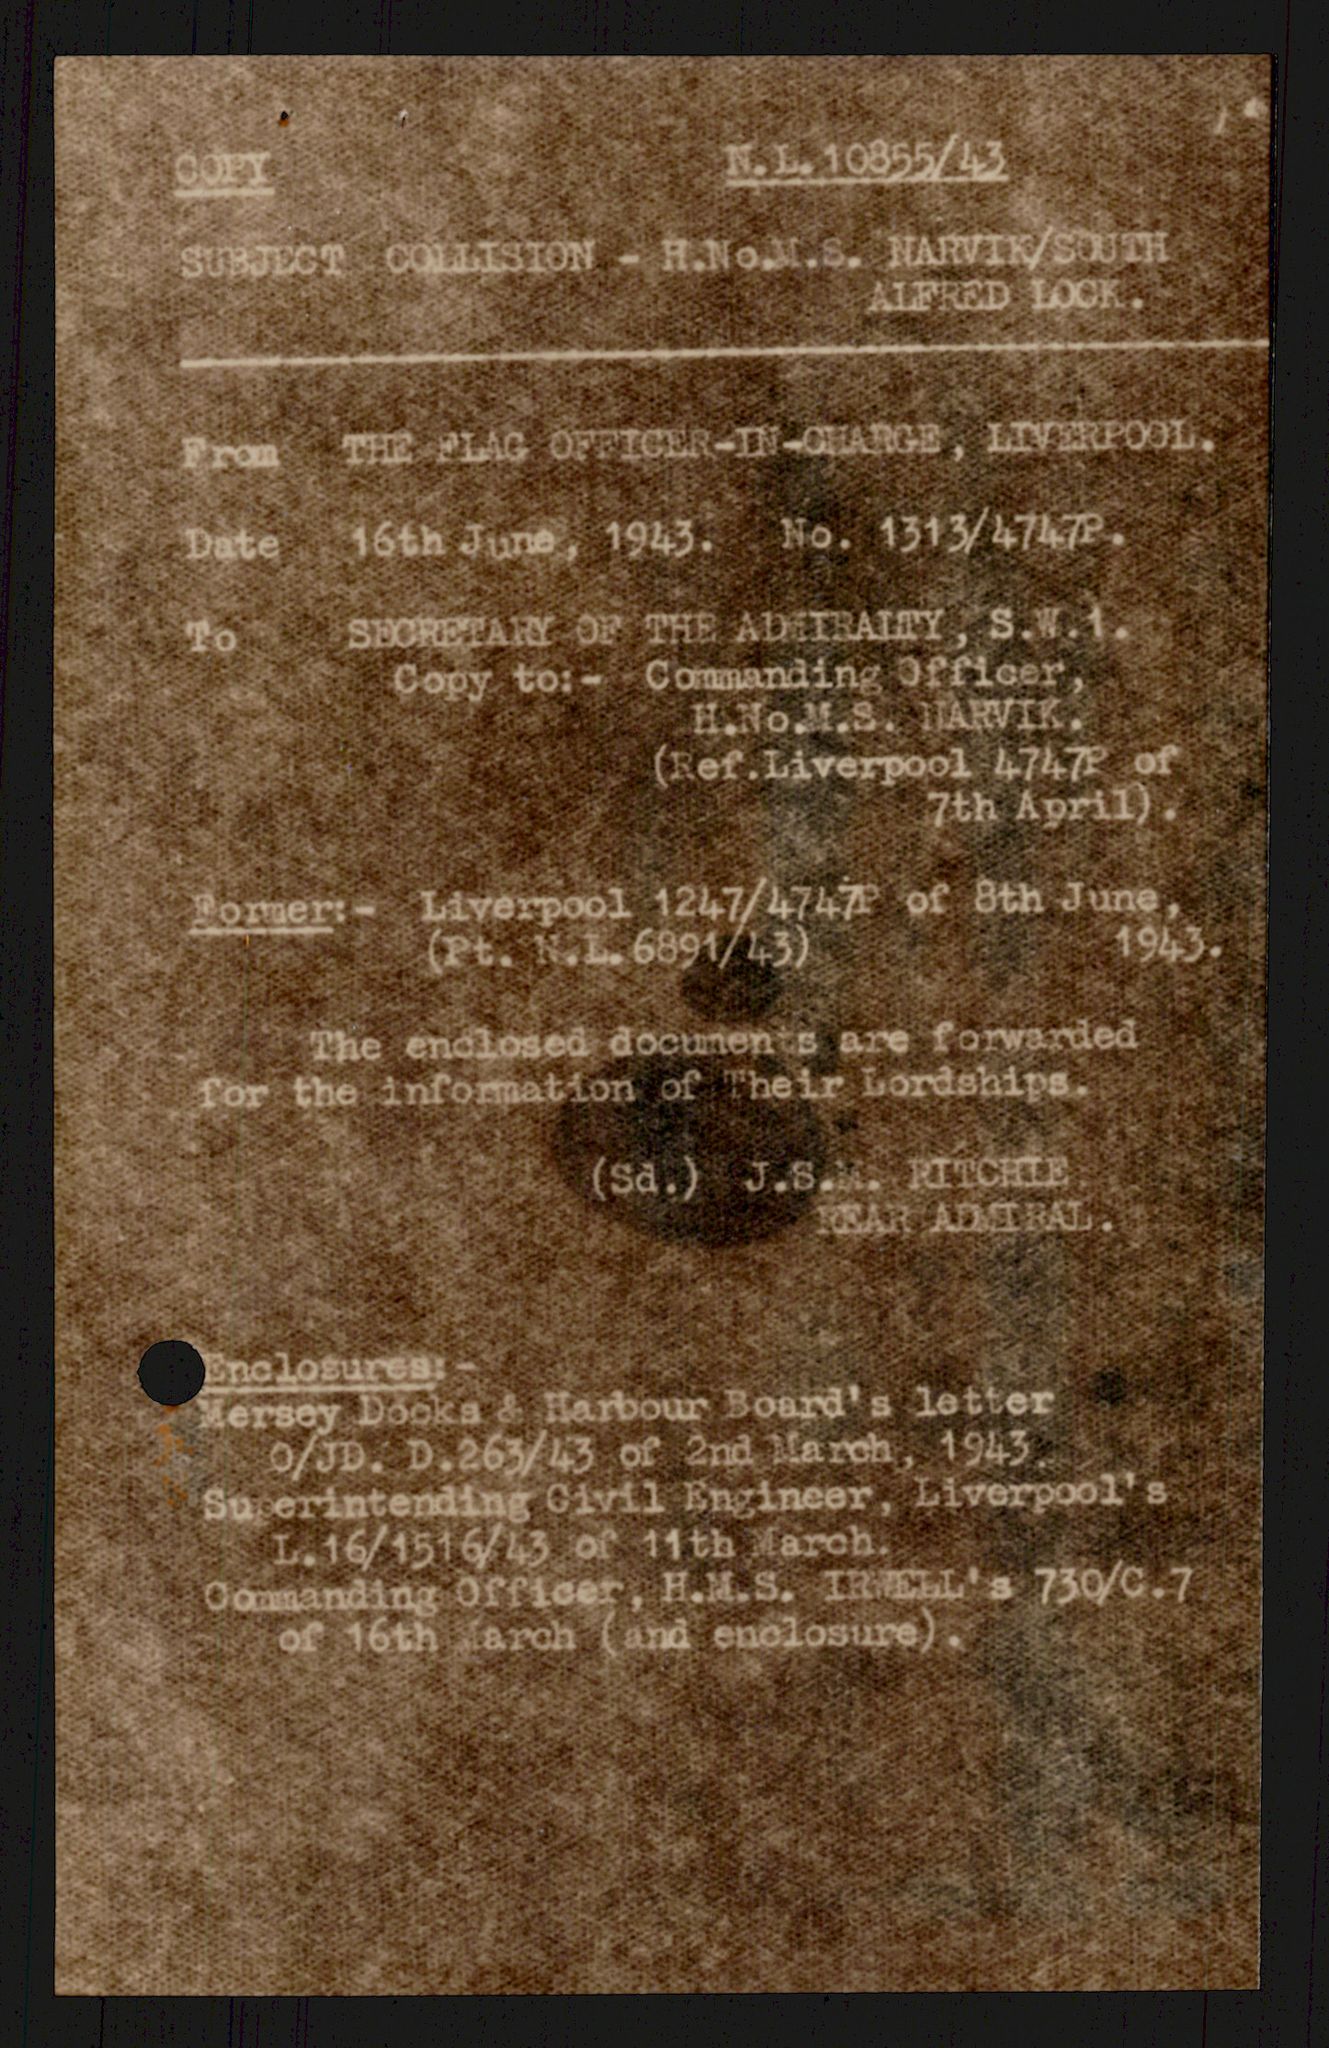 COPY N.L.10855/43
SUBJECT COLLISION - H.No.M.S. NARVIK/SOUTH
ALFRED LOCK.
From THE FLAG OFFICER-IN-CHARGE, LIVERPOOL.
Date 16th June, 1943. No. 1313/4747P.
To SECRETARY OF THE ADMIRALTY, S.W.1.
Copy to:- Commanding Officer,
H.No.M.S. NARVIK.
(Ref.Liverpool 4747P of
7th April).
Former:- Liverpool 1247/4747P of 8th June,
(Pt. N.L.6891/43) 1943.
The enclosed documents are forwarded
for the information of Their Lordships.
(Sd.) J.S.M. RITCHIE
REAR ADMIRAL.
Enclosures:-
Mersey Docks & Harbour Board's letter
O/JD. D.263/43 of 2nd March, 1943.
Superintending Civil Engineer, Liverpool's
L.16/1516/43 of 11th March.
Commanding Officer, H.M.S. IRWELL's 730/C.7
of 16th March (and enclosure).